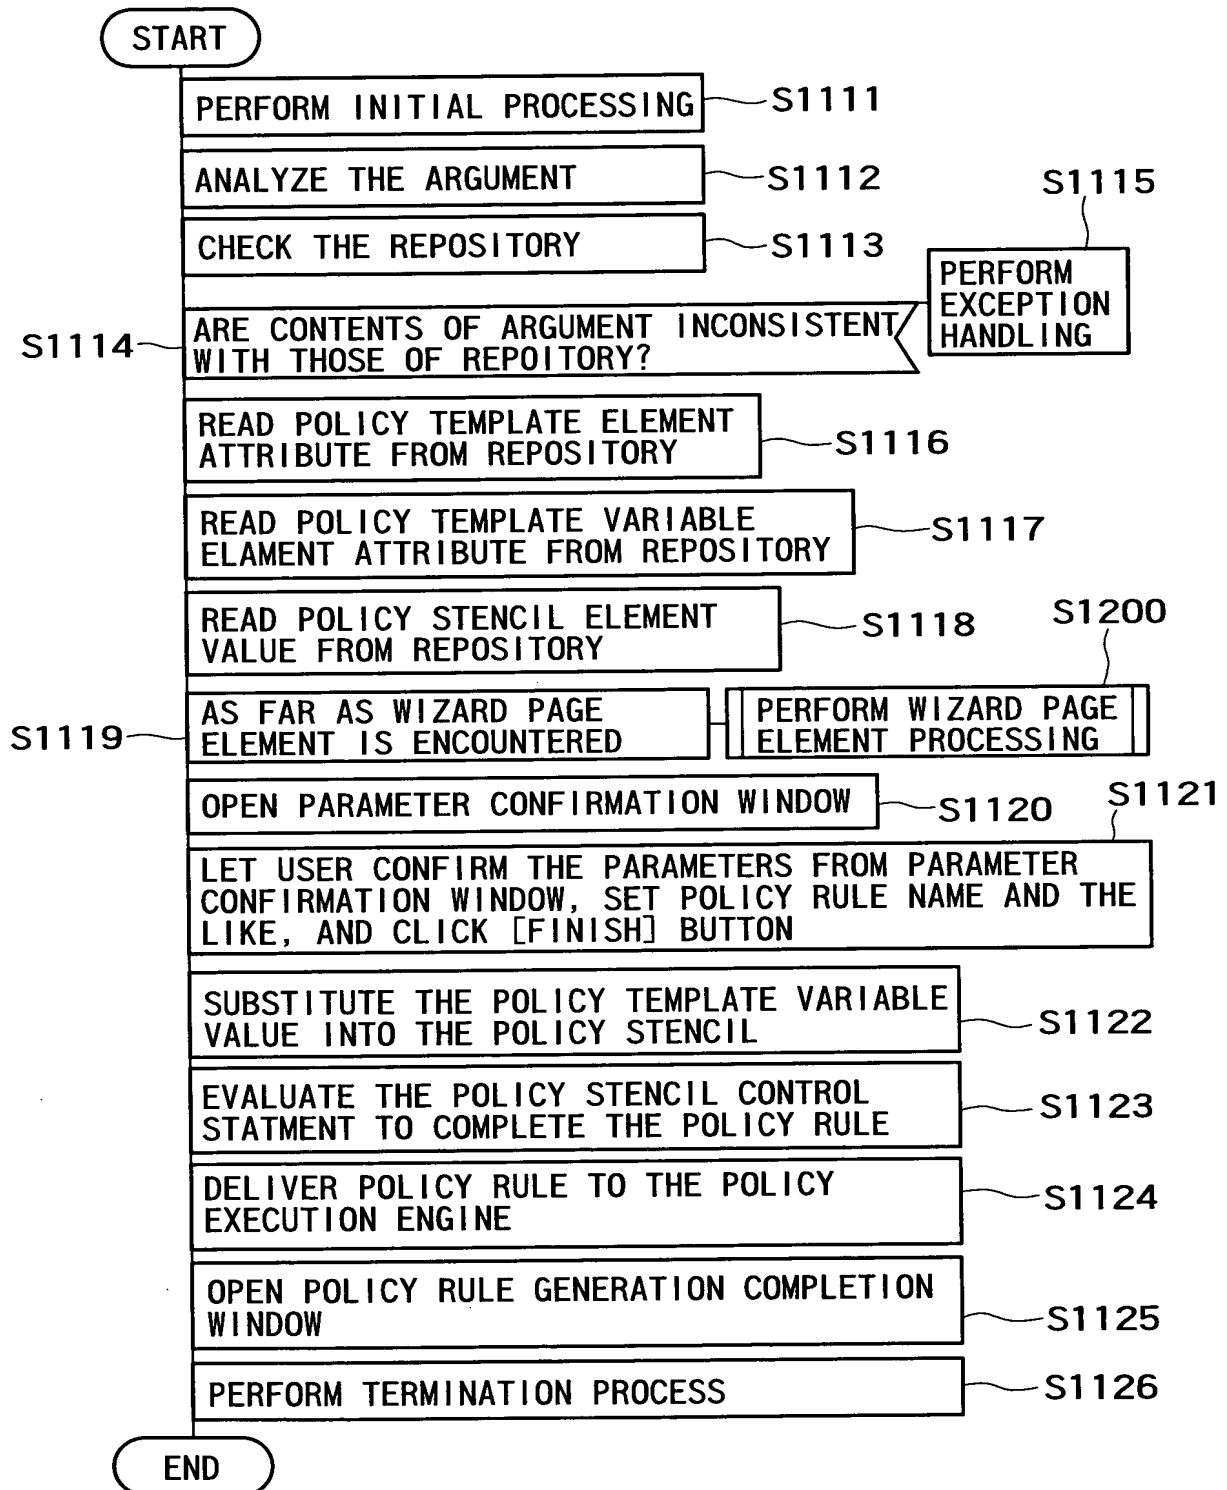 START
PERFORM INITIAL PROCESSING
S1111
ANALYZE THE ARGUMENT
S1112
S1115
CHECK THE REPOSITORY
S1113
PERFORM
EXCEPTION
HANDLING
S1114
ARE CONTENTS OF ARGUMENT INCONSISTENT
WITH THOSE OF REPOITORY?
READ POLICY TEMPLATE ELEMENT
ATTRIBUTE FROM REPOSITORY
S1116
READ POLICY TEMPLATE VARIABLE
ELAMENT ATTRIBUTE FROM REPOSITORY
S1117
READ POLICY STENCIL ELEMENT
VALUE FROM REPOSITORY
S1118
S1200
S1119
AS FAR AS WIZARD PAGE
ELEMENT IS ENCOUNTERED
PERFORM WIZARD PAGE
ELEMENT PROCESSING
OPEN PARAMETER CONFIRMATION WINDOW
S1120
S1121
LET USER CONFIRM THE PARAMETERS FROM PARAMETER
CONFIRMATION WINDOW, SET POLICY RULE NAME AND THE
LIKE, AND CLICK [FINISH] BUTTON
SUBSTITUTE THE POLICY TEMPLATE VARIABLE
VALUE INTO THE POLICY STENCIL
S1122
EVALUATE THE POLICY STENCIL CONTROL
STATMENT TO COMPLETE THE POLICY RULE
S1123
DELIVER POLICY RULE TO THE POLICY
EXECUTION ENGINE
S1124
OPEN POLICY RULE GENERATION COMPLETION
WINDOW
S1125
PERFORM TERMINATION PROCESS
S1126
END